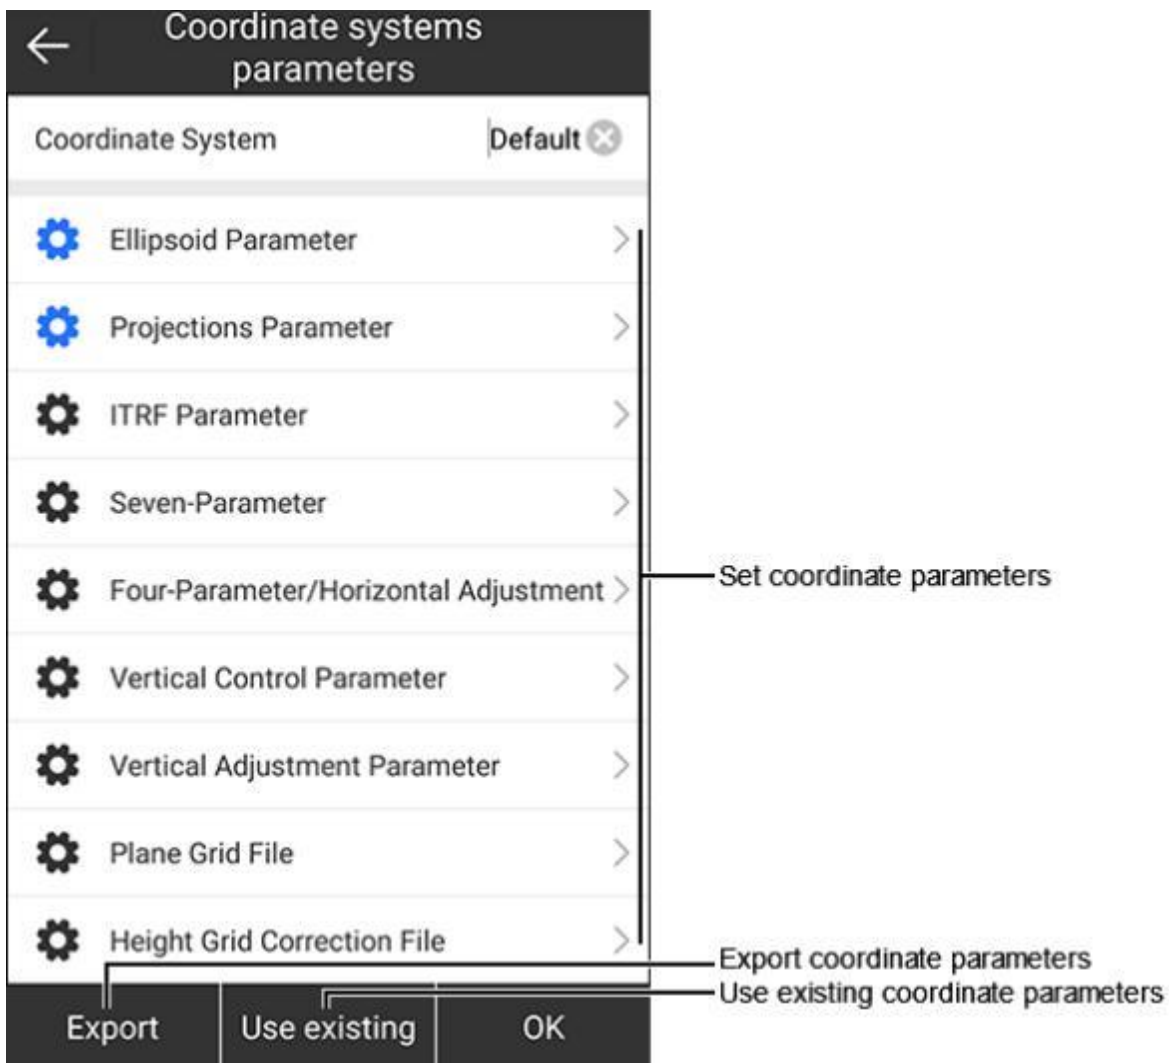 Coordinate systems
parameters
Coordinate System Default
Ellipsoid Parameter
Projections Parameter
ITRF Parameter
Seven-Parameter
Four-Parameter/Horizontal Adjustment
Set coordinate parameters
Vertical Control Parameter
Vertical Adjustment Parameter
Plane Grid File
Height Grid Correction File
Export coordinate parameters
Use existing coordinate parameters
Export Use existing OK